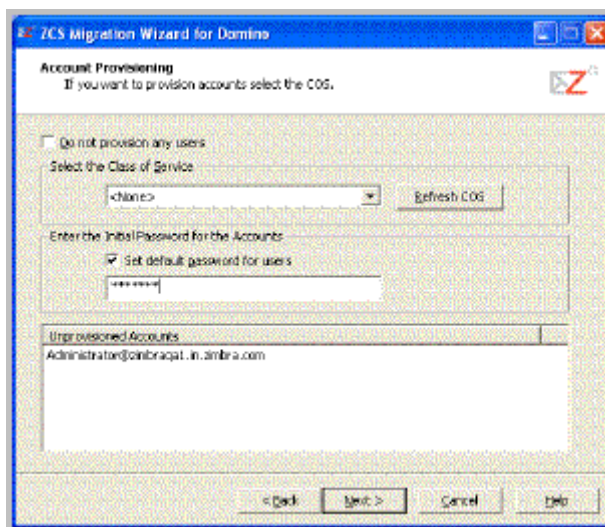 ZCS Migration Wizard for Domino
Account Provisioning
If you want to provision accounts select the COS.
Do not provision any users
Select the Class of Service
<None>
Refresh COS
Enter the Initial Password for the Accounts
Set default password for users
*******
Unprovisioned Accounts
Administrator@zimbraqa1.in.zimbra.com
< Back
Next >
Cancel
Help